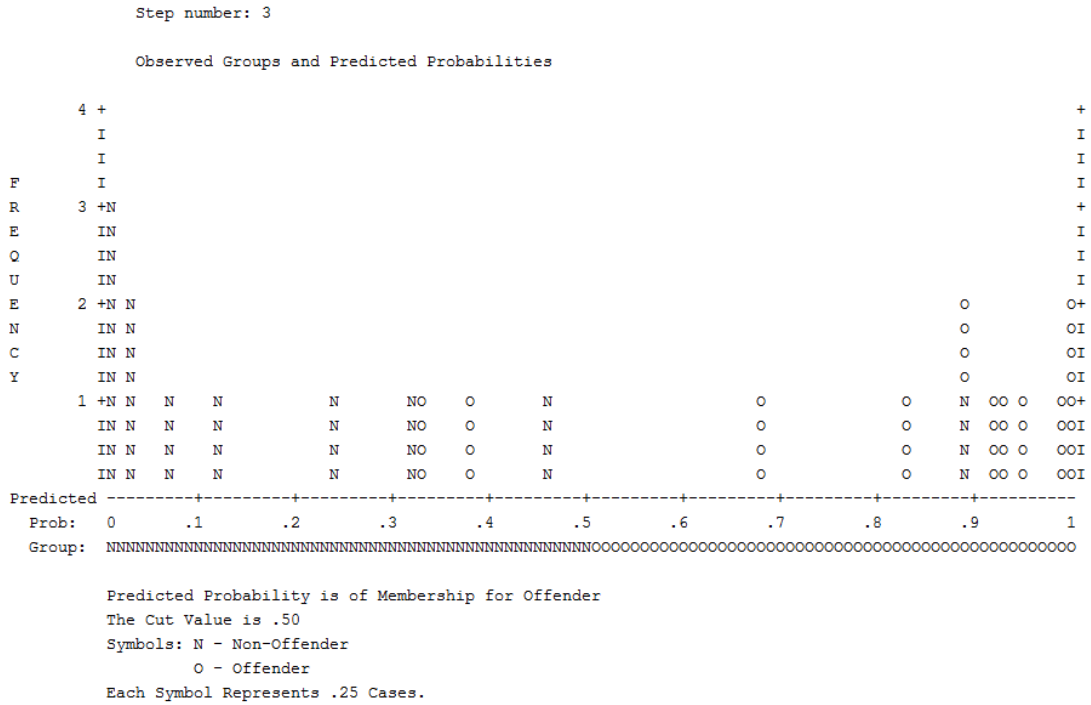 Step number: 3
Observed Groups and Predicted Probabilities
      4 +                                                                                                    +
        I                                                                                                    I
        I                                                                                                    I
F       I                                                                                                    I
R     3 +N                                                                                                   +
E       IN                                                                                                   I
Q       IN                                                                                                   I
U       IN                                                                                                   I
E     2 +N N                                                                                     O          O+
N       IN N                                                                                     O          OI
C       IN N                                                                                     O          OI
Y       IN N                                                                                     O          OI
      1 +N N   N    N           N       NO    O       N                     O              O     N  OO O   OO+
        IN N   N    N           N       NO    O       N                     O              O     N  OO O   OOI
        IN N   N    N           N       NO    O       N                     O              O     N  OO O   OOI
        IN N   N    N           N       NO    O       N                     O              O     N  OO O   OOI
Predicted ---------+---------+---------+---------+---------+---------+---------+---------+---------+----------
Prob: 0 .1 .2 .3 .4 .5 .6 .7 .8 .9 1
Group: NNNNNNNNNNNNNNNNNNNNNNNNNNNNNNNNNNNNNNNNNNNNNNNNNNOOOOOOOOOOOOOOOOOOOOOOOOOOOOOOOOOOOOOOOOOOOOOOOOOO
Predicted Probability is of Membership for Offender
The Cut Value is .50
Symbols: N - Non-Offender
O - Offender
Each Symbol Represents .25 Cases.